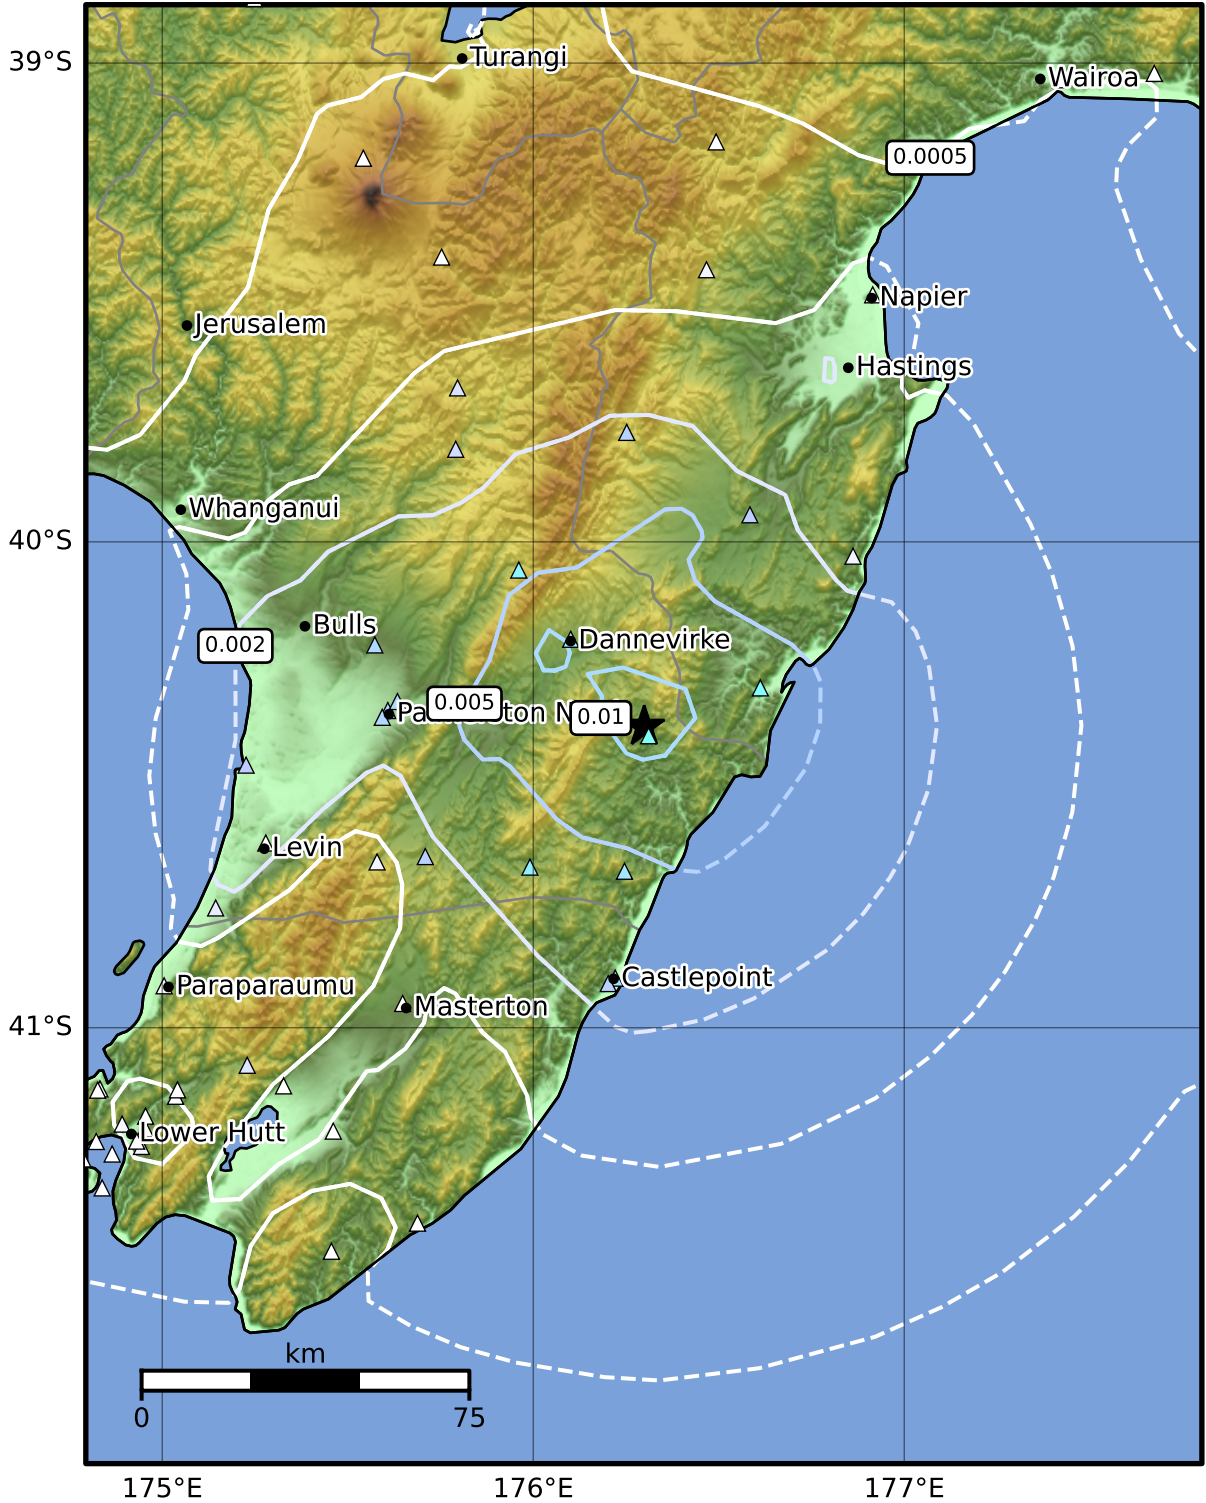 39°S
Turangi
Wairoa
0.0005
Napier
Jerusalem
Hastings
Whanganui
40°S
Bulls
Dannevirke
0.002
0.005
0.01
Levin
Castlepoint
Paraparaumu
Masterton
41°S
Lower Hutt
km
0 75
175°E 176°E 177°E